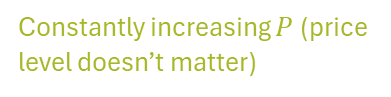 Constantly increasing P (price
level doesn’t matter)